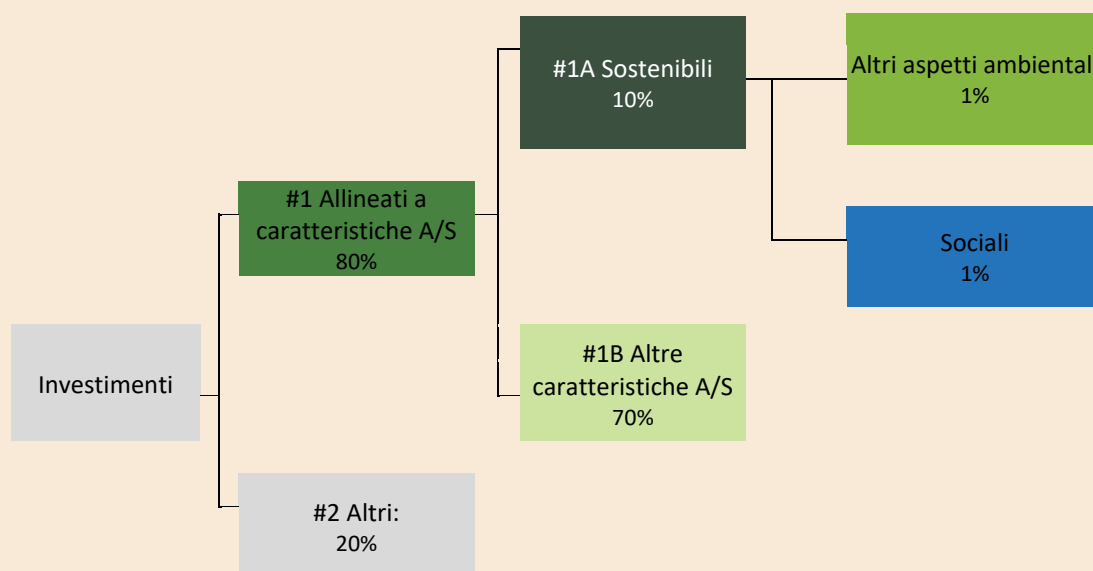 #1A Sostenibili
10%
Altri aspetti ambiental
1%
#1 Allineati a
caratteristiche A/S
80%
Sociali
1%
Investimenti
#1B Altre
caratteristiche A/S
70%
#2 Altri:
20%